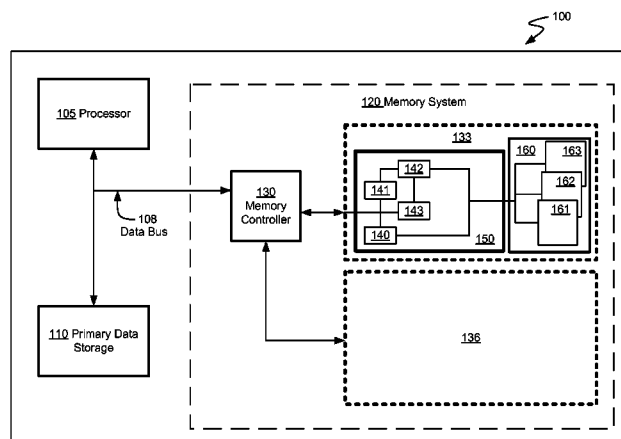 100
105 Processor
120 Memory System
133
142
141
143
140
150
160
163
162
161
130
Memory
Controller
108
Data Bus
110 Primary Data
Storage
136